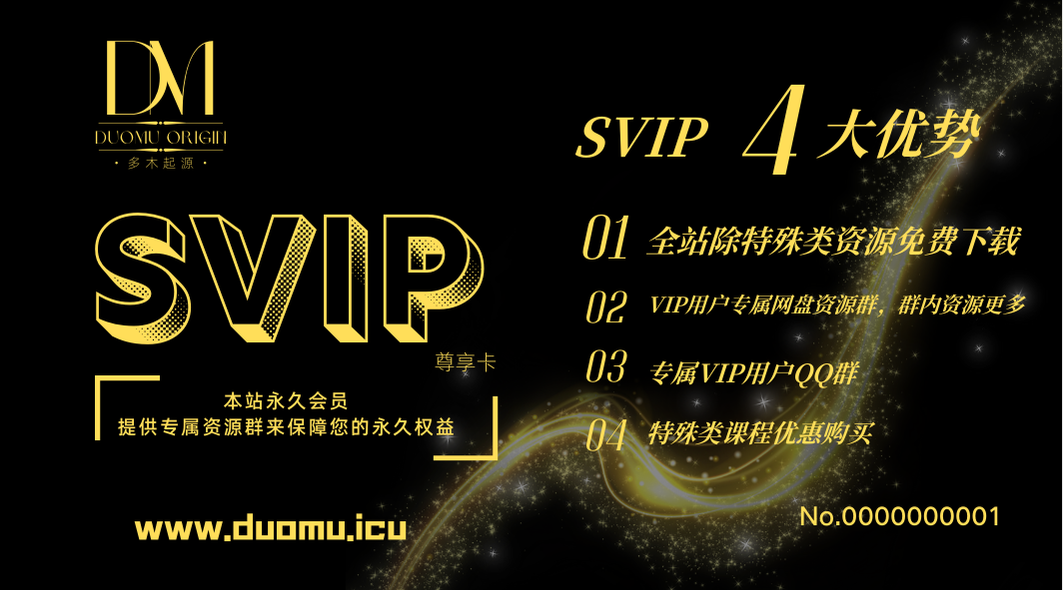 DM
DUOMU ORIGIN
·多木起源·
SVIP
尊享卡
本站永久会员
提供专属资源群来保障您的永久权益
www.duomu.icu
SVIP 4大优势
01 全站除特殊类资源免费下载
02 VIP用户专属网盘资源群，群内资源更多
03 专属VIP用户QQ群
04 特殊类课程优惠购买
No.0000000001